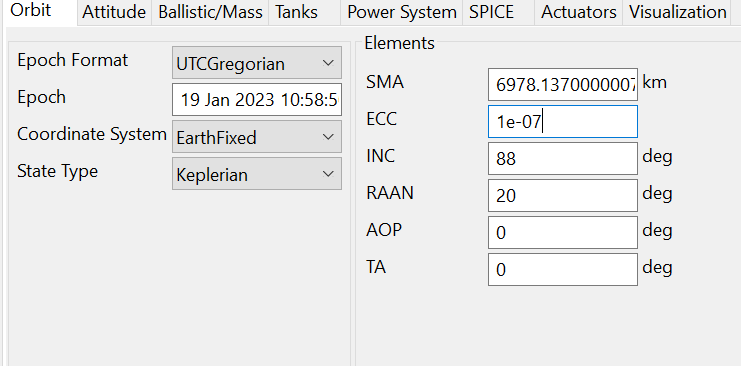 Orbit Attitude Ballistic/Mass Tanks Power System SPICE Actuators Visualization
Epoch Format UTCGregorian
Epoch 19 Jan 2023 10:58:5
Coordinate System EarthFixed
State Type Keplerian
Elements
SMA 6978.1370000007 km
ECC 1e-07
INC 88 deg
RAAN 20 deg
AOP 0 deg
TA 0 deg